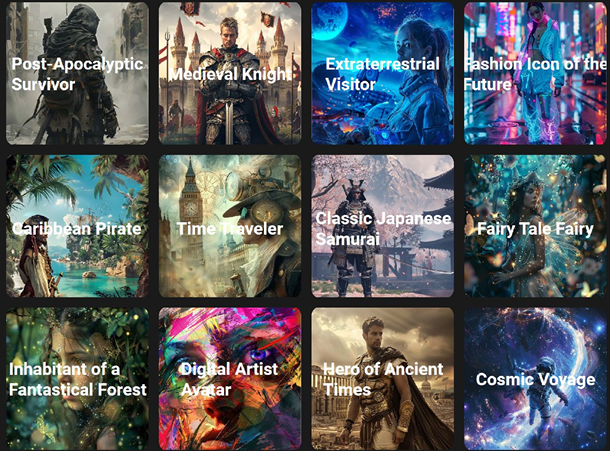 Post-Apocalyptic
Survivor
Medieval Knight
Extraterrestrial
Visitor
Fashion Icon of the
Future
Caribbean Pirate
Time Traveler
Classic Japanese
Samurai
Fairy Tale Fairy
Inhabitant of a
Fantastical Forest
Digital Artist
Avatar
Hero of Ancient
Times
Cosmic Voyage